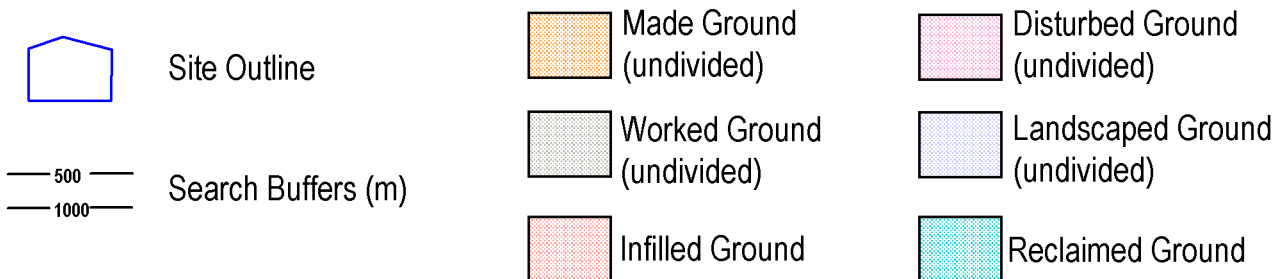 Site Outline
500
1000
Search Buffers (m)
Made Ground
(undivided)
Worked Ground
(undivided)
Infilled Ground
Disturbed Ground
(undivided)
Landscaped Ground
(undivided)
Reclaimed Ground